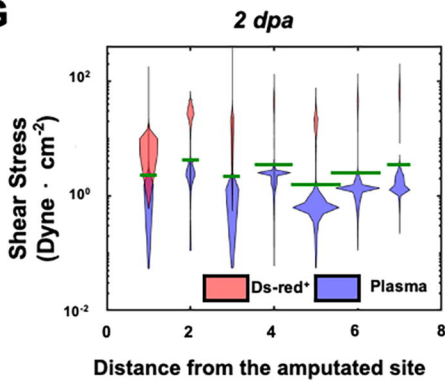 G
2 dpa
Shear Stress
(Dyne · cm⁻²)
10²
10⁰
10⁻²
Ds-red⁺
Plasma
0 2 4 6 8
Distance from the amputated site